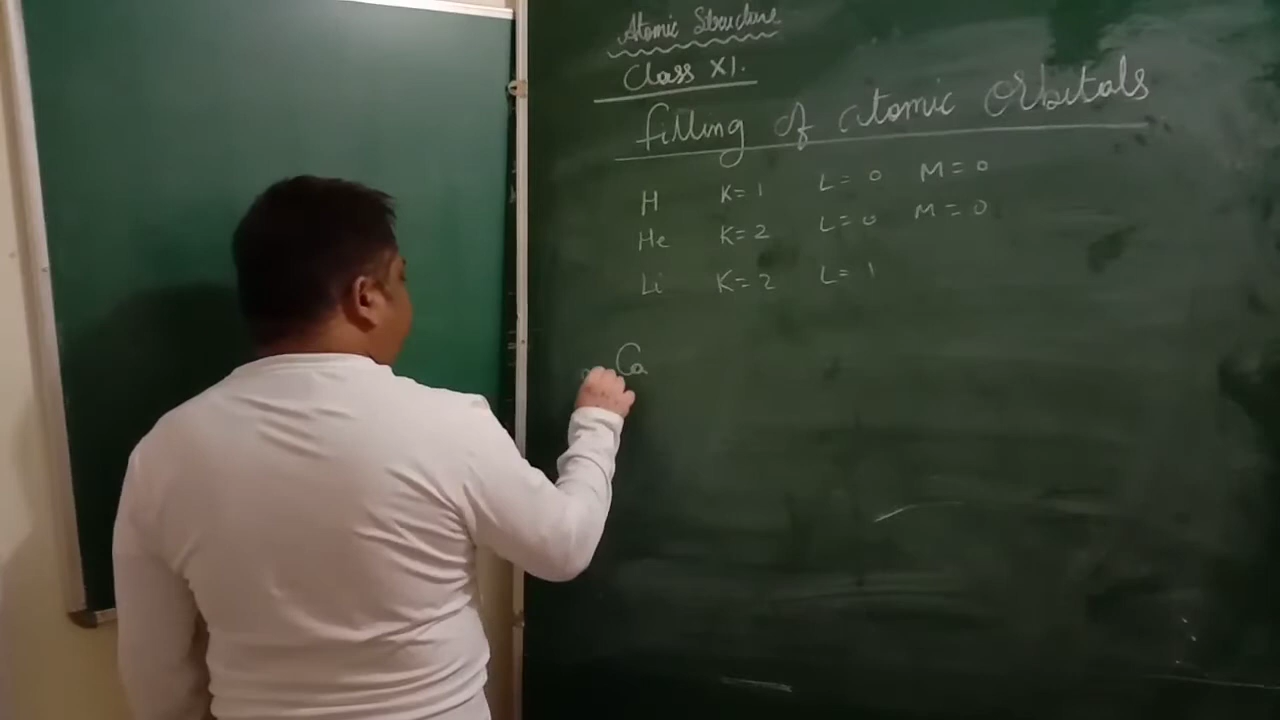 Atomic Structure
Class XI.
filling of atomic orbitals
H K=1 L=0 M=0
He K=2 L=0 M=0
Li K=2 L=1
Ca